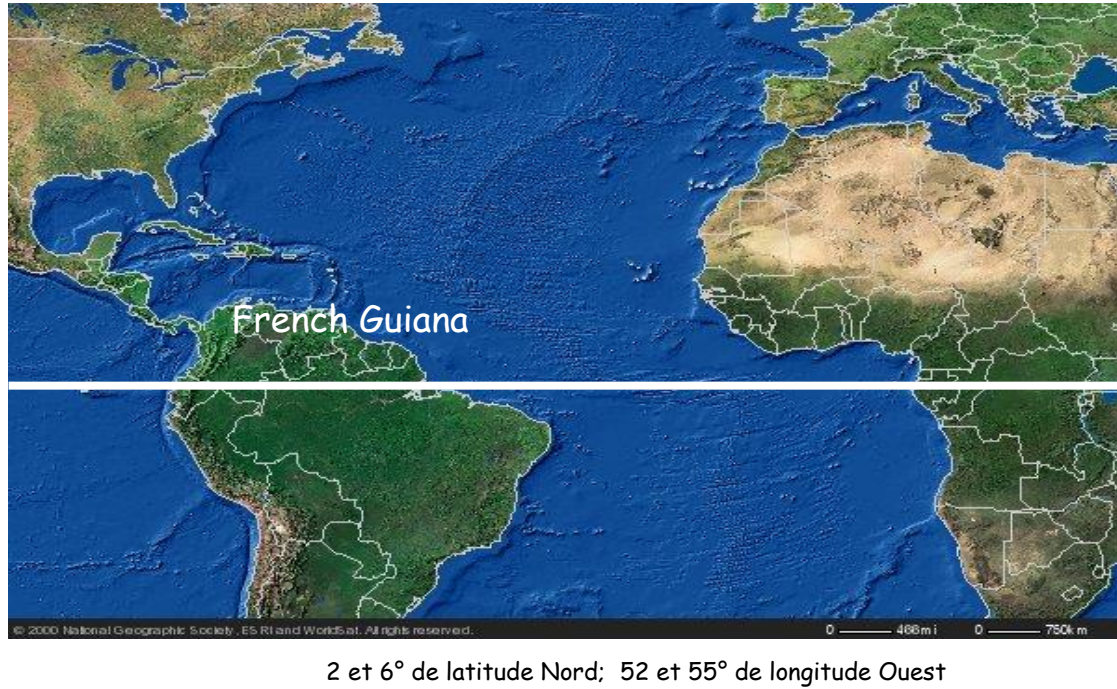 French Guiana
© 2000 National Geographic Society, ESRI and WorldSat. All rights reserved.
0 466mi 0 750km
2 et 6° de latitude Nord; 52 et 55° de longitude Ouest